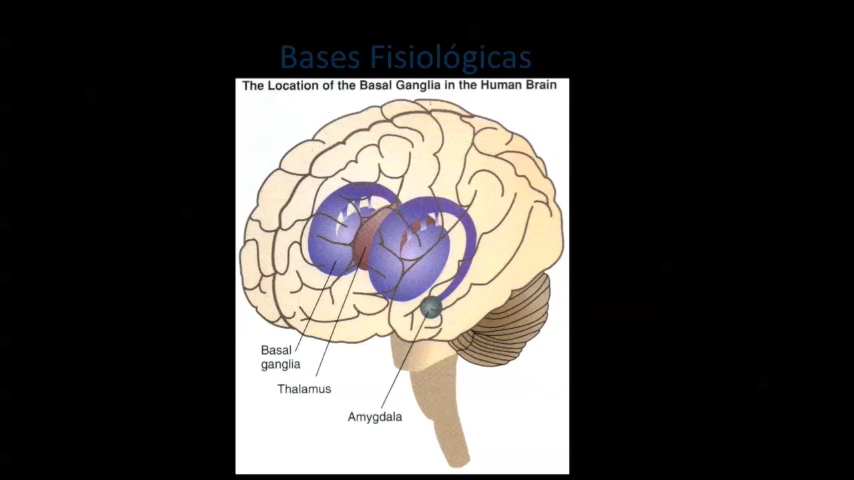 Bases Fisiológicas
The Location of the Basal Ganglia in the Human Brain
Basal
ganglia
Thalamus
Amygdala